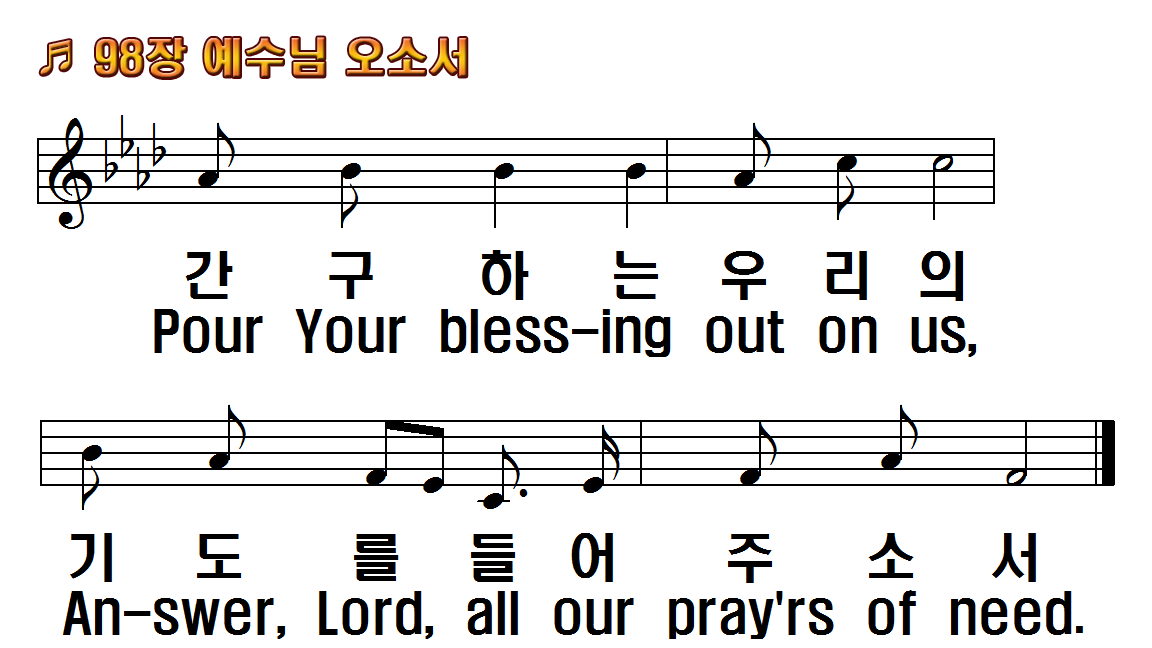 ♬ 98장 예수님 오소서
간 구 하 는 우 리 의
Pour Your bless-ing out on us,
기 도 를 들 어 주 소 서
An-swer, Lord, all our pray'rs of need.